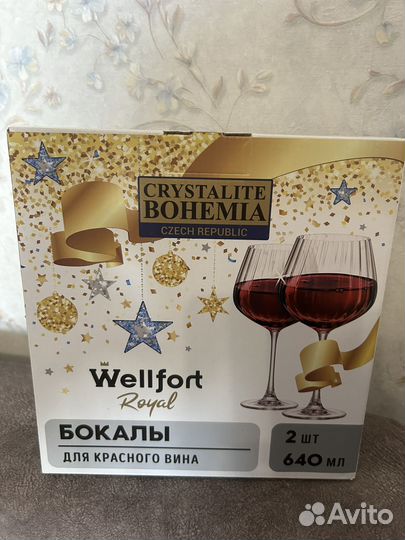 CRYSTALITE
BOHEMIA
CZECH REPUBLIC
Wellfort
Royal
БОКАЛЫ
ДЛЯ КРАСНОГО ВИНА
2 ШТ
640 МЛ
Avito